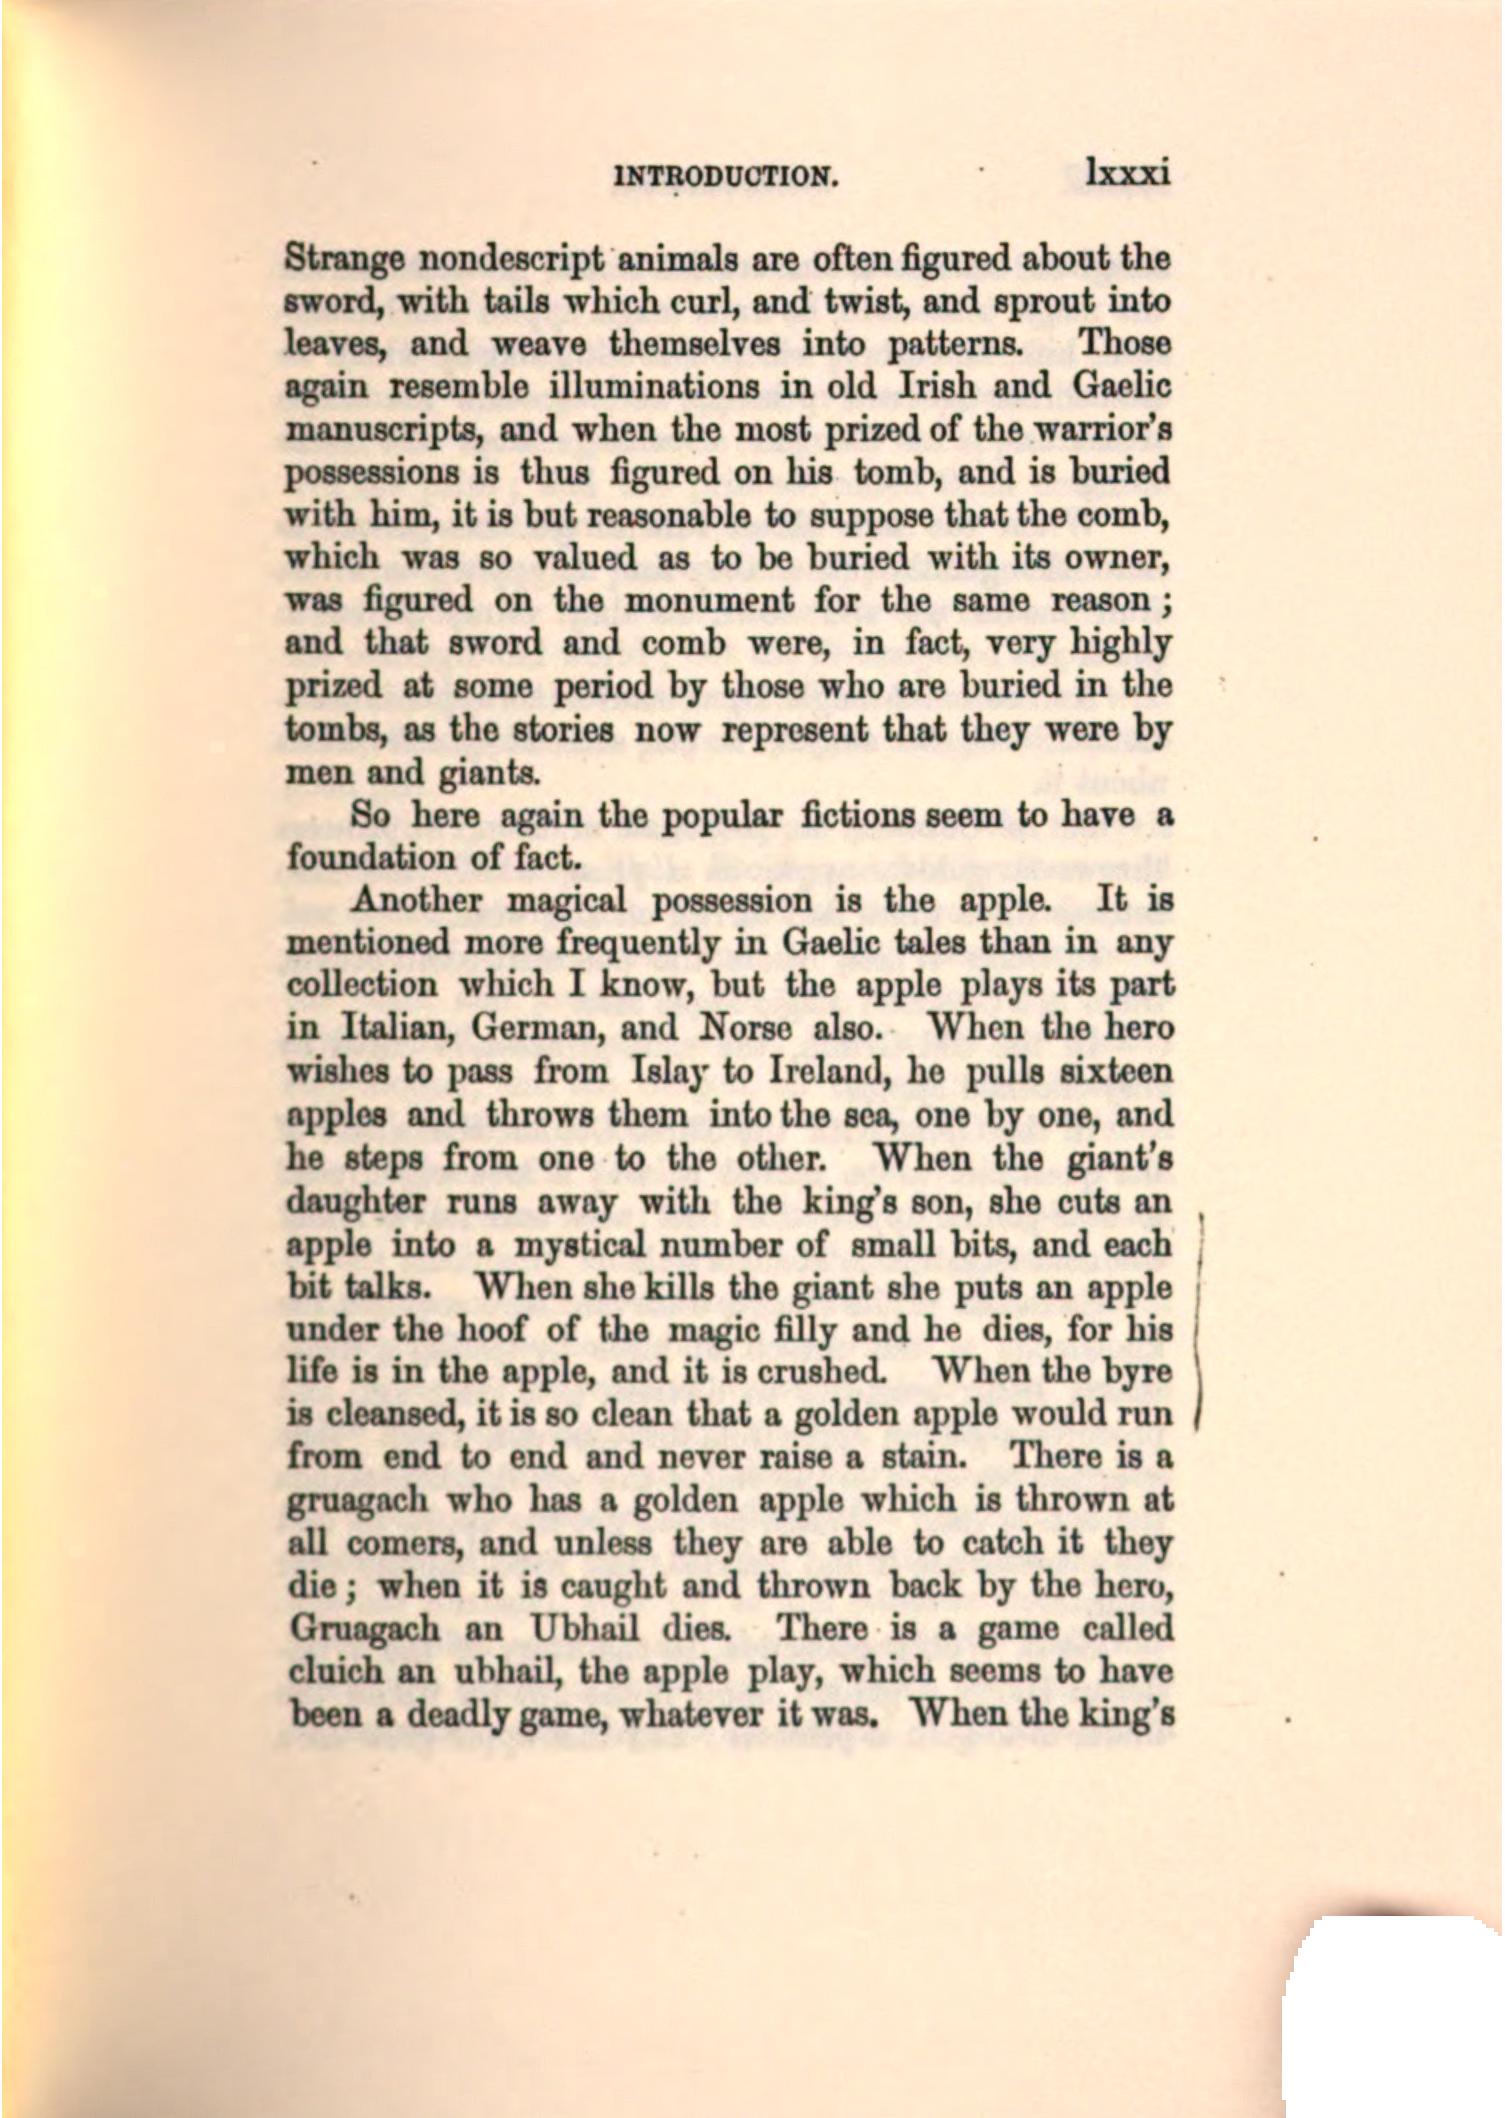 INTRODUCTION. lxxxi
Strange nondescript animals are often figured about the
sword, with tails which curl, and twist, and sprout into
leaves, and weave themselves into patterns. Those
again resemble illuminations in old Irish and Gaelic
manuscripts, and when the most prized of the warrior's
possessions is thus figured on his tomb, and is buried
with him, it is but reasonable to suppose that the comb,
which was so valued as to be buried with its owner,
was figured on the monument for the same reason ;
and that sword and comb were, in fact, very highly
prized at some period by those who are buried in the
tombs, as the stories now represent that they were by
men and giants.
So here again the popular fictions seem to have a
foundation of fact.
Another magical possession is the apple. It is
mentioned more frequently in Gaelic tales than in any
collection which I know, but the apple plays its part
in Italian, German, and Norse also. When the hero
wishes to pass from Islay to Ireland, he pulls sixteen
apples and throws them into the sea, one by one, and
he steps from one to the other. When the giant's
daughter runs away with the king's son, she cuts an
apple into a mystical number of small bits, and each
bit talks. When she kills the giant she puts an apple
under the hoof of the magic filly and he dies, for his
life is in the apple, and it is crushed. When the byre
is cleansed, it is so clean that a golden apple would run
from end to end and never raise a stain. There is a
gruagach who has a golden apple which is thrown at
all comers, and unless they are able to catch it they
die ; when it is caught and thrown back by the hero,
Gruagach an Ubhail dies. There is a game called
cluich an ubhail, the apple play, which seems to have
been a deadly game, whatever it was. When the king's